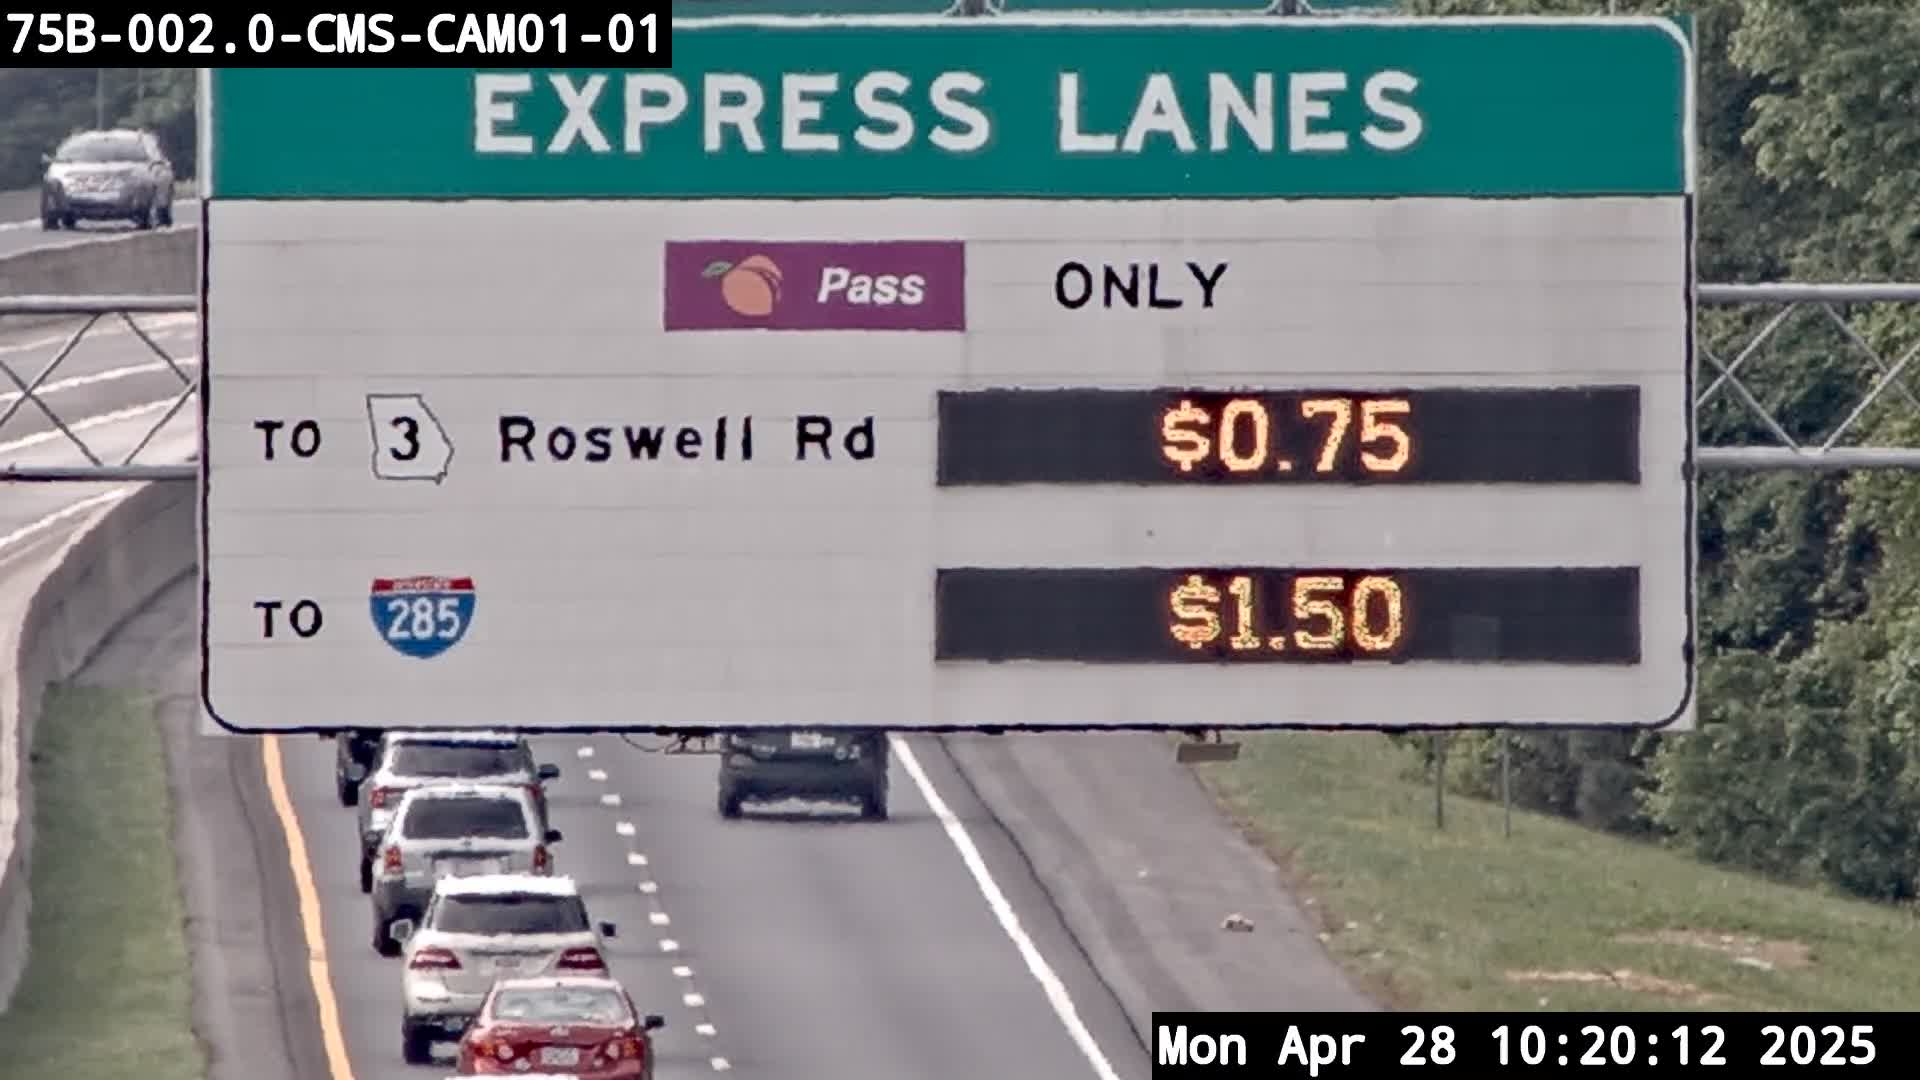 75B-002.0-CMS-CAM01-01
EXPRESS LANES
Pass ONLY
TO 3 Roswell Rd $0.75
TO 285 $1.50
Mon Apr 28 10:20:12 2025